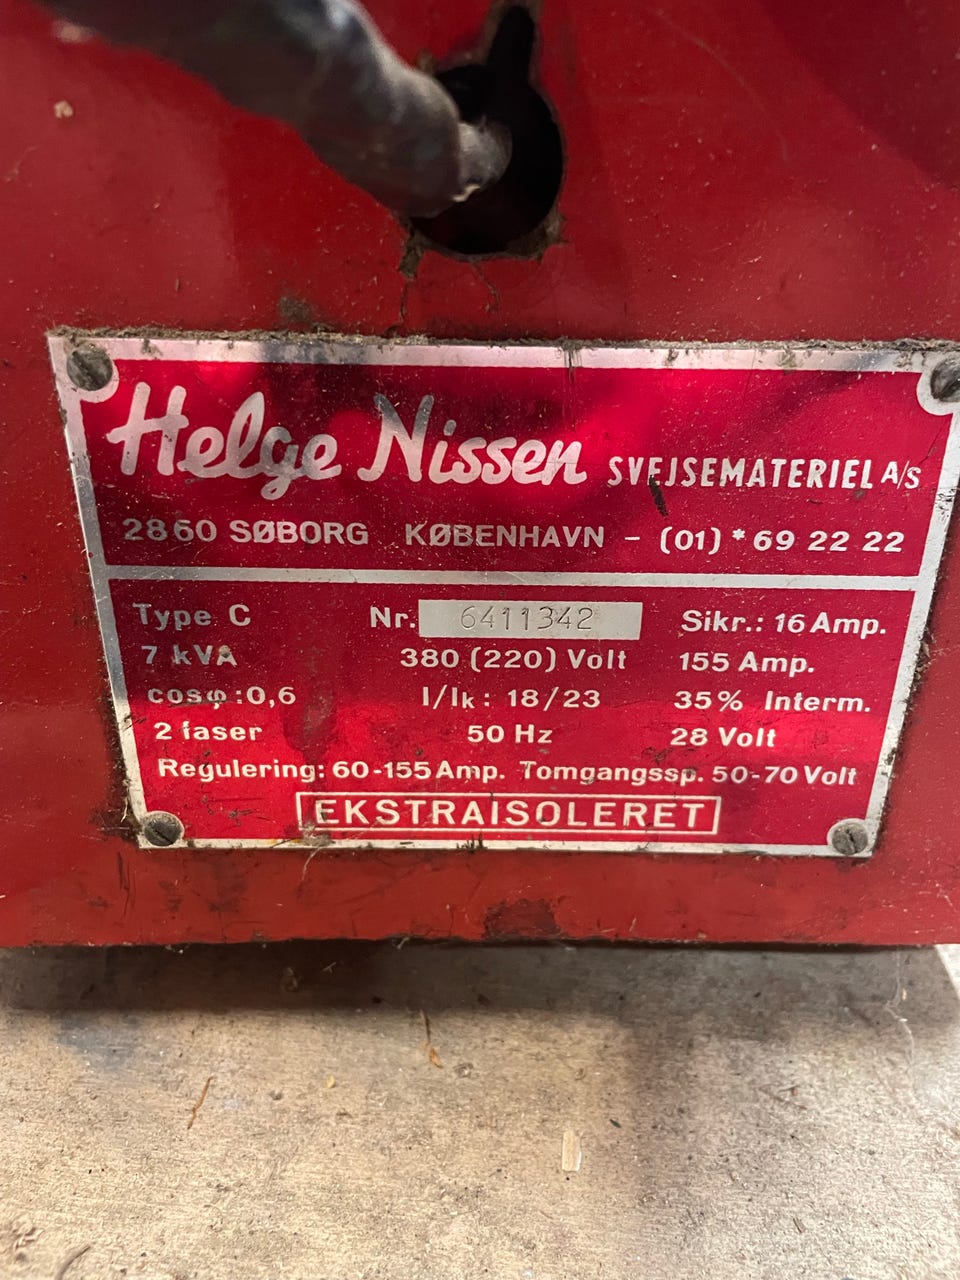 Helge Nissen SVEJSEMATERIEL A/S
2860 SØBORG KØBENHAVN - (01) * 69 22 22
Type C Nr. 6411342 Sikr.: 16 Amp.
7 kVA 380 (220) Volt 155 Amp.
cosφ : 0,6 I/Ik : 18/23 35% Interm.
2 faser 50 Hz 28 Volt
Regulering: 60-155 Amp. Tomgangssp. 50-70 Volt
EKSTRAISOLERET